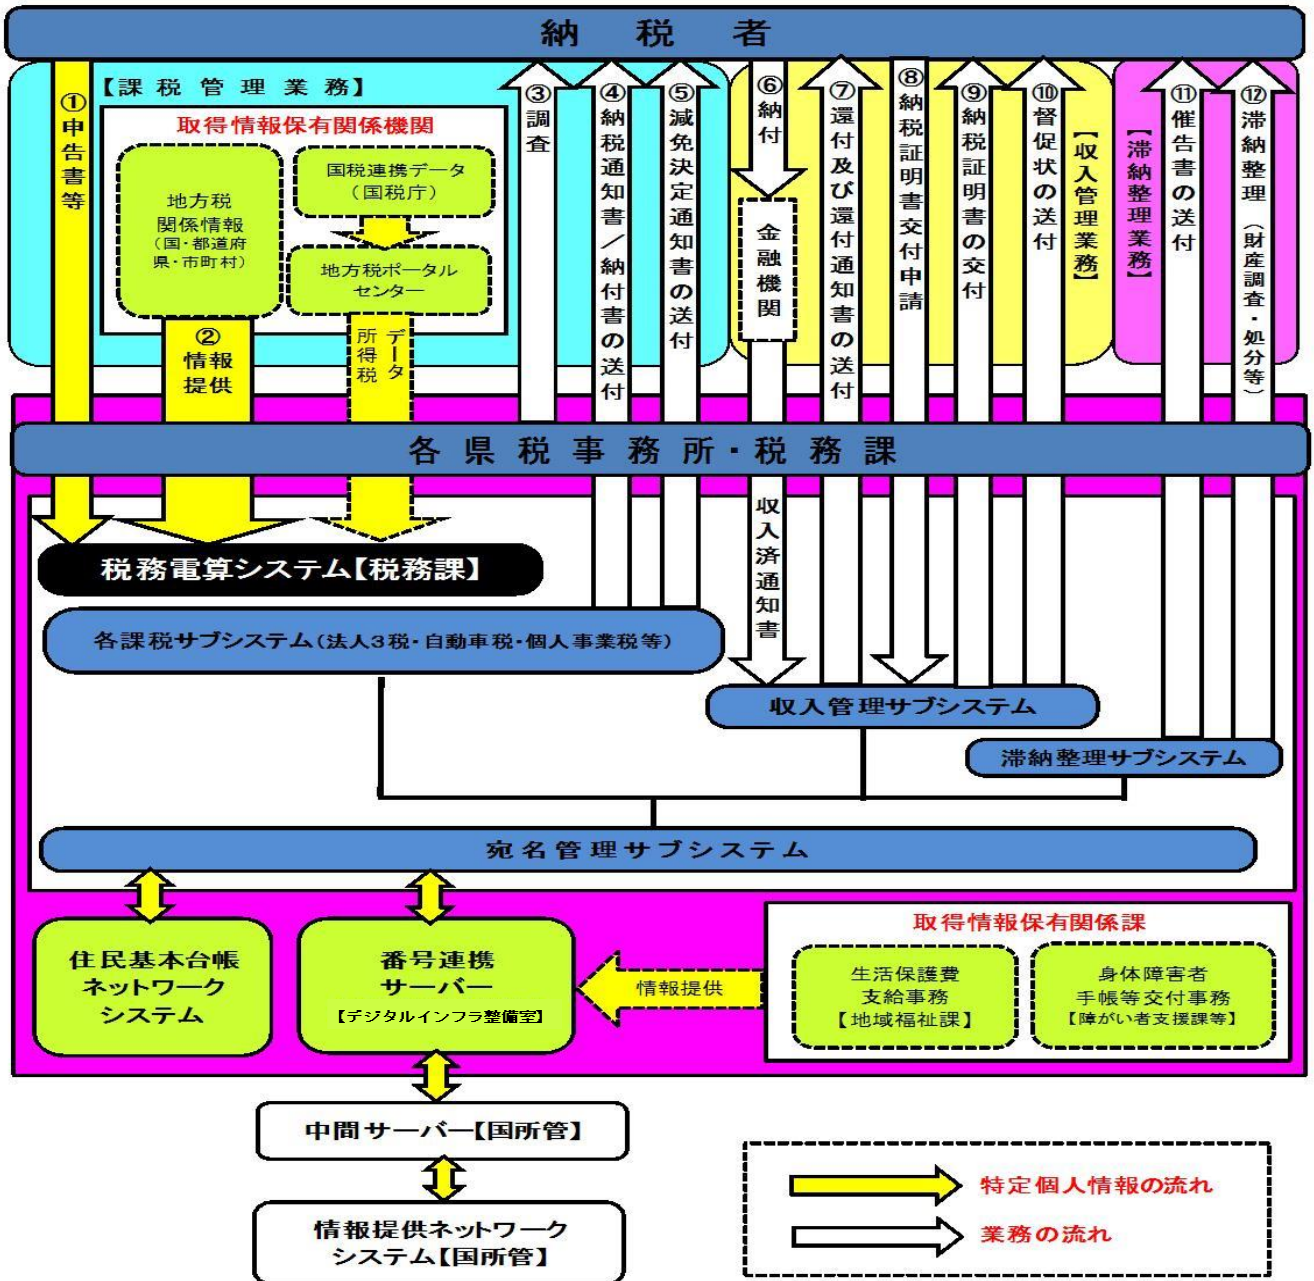 納税者
【課税管理業務】
取得情報保有関係機関
①申告書等
地方税
関係情報
(国・都道府
県・市町村)
国税連携データ
(国税庁)
地方税ポータル
センター
②
情報
提供
所得税
データ
③調査
④納税通知書/納付書の送付
⑤減免決定通知書の送付
⑥納付
金融機関
⑦還付及び還付通知書の送付
⑧納税証明書交付申請
⑨納税証明書の交付
⑩督促状の送付
【収入管理業務】
【滞納整理業務】
⑪催告書の送付
⑫滞納整理(財産調査・処分等)
各県税事務所・税務課
収入済通知書
税務電算システム【税務課】
各課税サブシステム(法人3税・自動車税・個人事業税等)
収入管理サブシステム
滞納整理サブシステム
宛名管理サブシステム
住民基本台帳
ネットワーク
システム
番号連携
サーバー
【デジタルインフラ整備室】
情報提供
取得情報保有関係課
生活保護費
支給事務
【地域福祉課】
身体障害者
手帳等交付事務
【障がい者支援課等】
中間サーバー【国所管】
情報提供ネットワーク
システム【国所管】
特定個人情報の流れ
業務の流れ